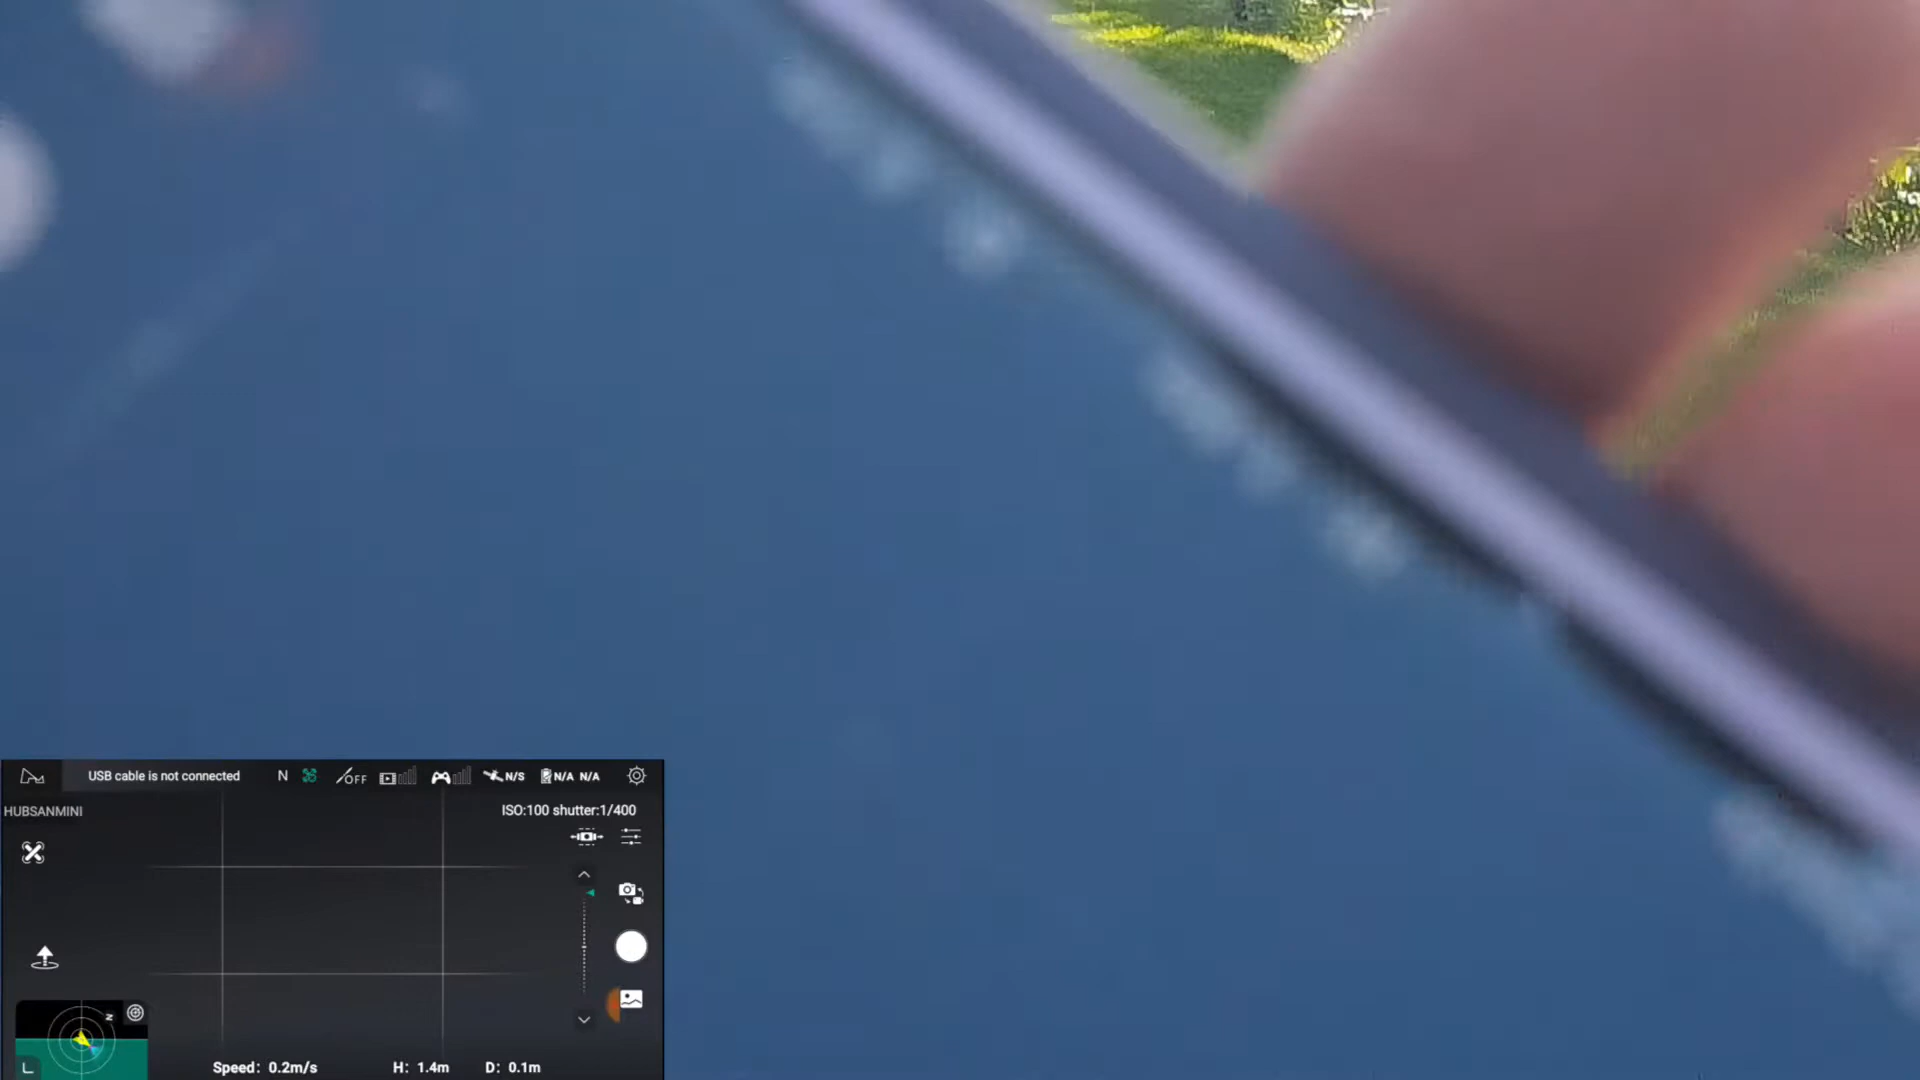 USB cable is not connected N OFF N/S N/A N/A
HUBSANMINI
ISO:100 shutter:1/400
N
L
Speed: 0.2m/s H: 1.4m D: 0.1m